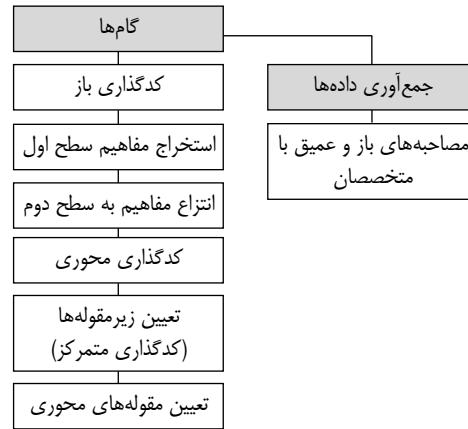 گام‌ها
کدگذاری باز
استخراج مفاهیم سطح اول
انتزاع مفاهیم به سطح دوم
کدگذاری محوری
تعیین زیرمقوله‌ها
(کدگذاری متمرکز)
تعیین مقوله‌های محوری
جمع‌آوری داده‌ها
مصاحبه‌های باز و عمیق با
متخصصان